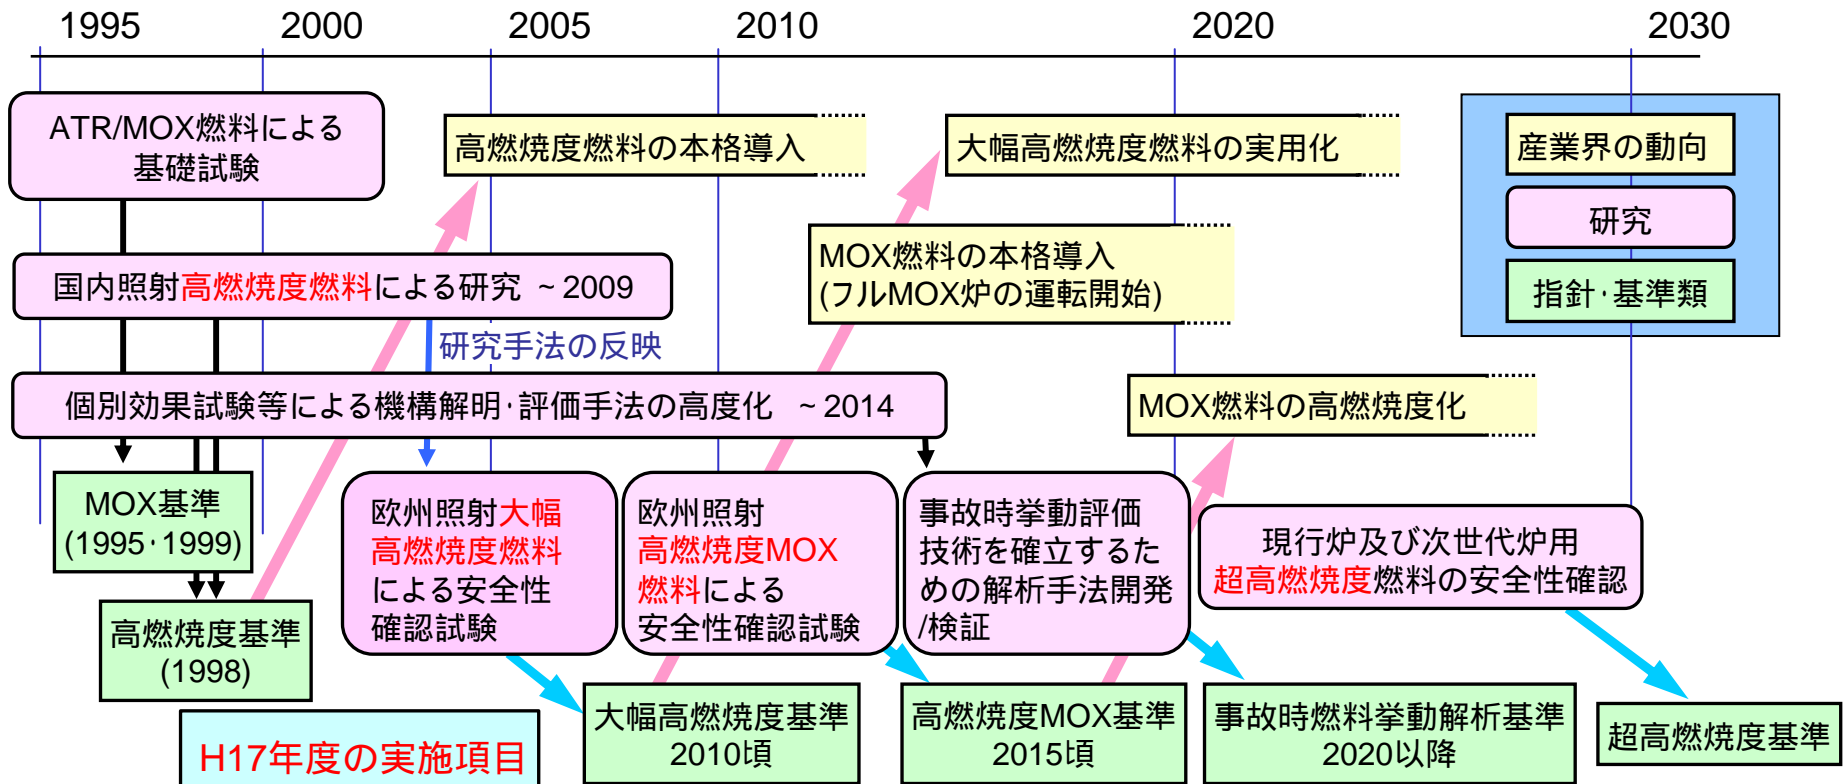 1995 2000 2005 2010 2020 2030
ATR/MOX燃料による
基礎試験
高燃焼度燃料の本格導入
大幅高燃焼度燃料の実用化
産業界の動向
研究
指針・基準類
MOX燃料の本格導入
(フルMOX炉の運転開始)
国内照射高燃焼度燃料による研究 ~2009
研究手法の反映
個別効果試験等による機構解明・評価手法の高度化 ~2014
MOX燃料の高燃焼度化
MOX基準
(1995・1999)
高燃焼度基準
(1998)
欧州照射大幅
高燃焼度燃料
による安全性
確認試験
欧州照射
高燃焼度MOX
燃料による
安全性確認試験
事故時挙動評価
技術を確立するた
めの解析手法開発
/検証
現行炉及び次世代炉用
超高燃焼度燃料の安全性確認
H17年度の実施項目
大幅高燃焼度基準
2010頃
高燃焼度MOX基準
2015頃
事故時燃料挙動解析基準
2020以降
超高燃焼度基準